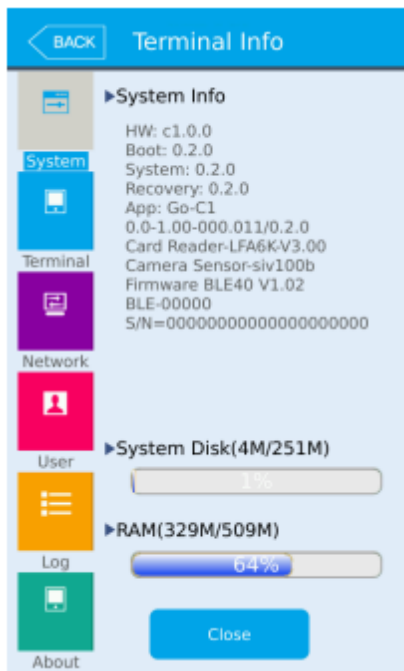 BACK
Terminal Info
System
Terminal
Network
User
Log
About
System Info
HW: c1.0.0
Boot: 0.2.0
System: 0.2.0
Recovery: 0.2.0
App: Go-C1
0.0-1.00-000.011/0.2.0
Card Reader-LFA6K-V3.00
Camera Sensor-siv100b
Firmware BLE40 V1.02
BLE-00000
S/N=00000000000000000000
System Disk(4M/251M)
1%
RAM(329M/509M)
64%
Close